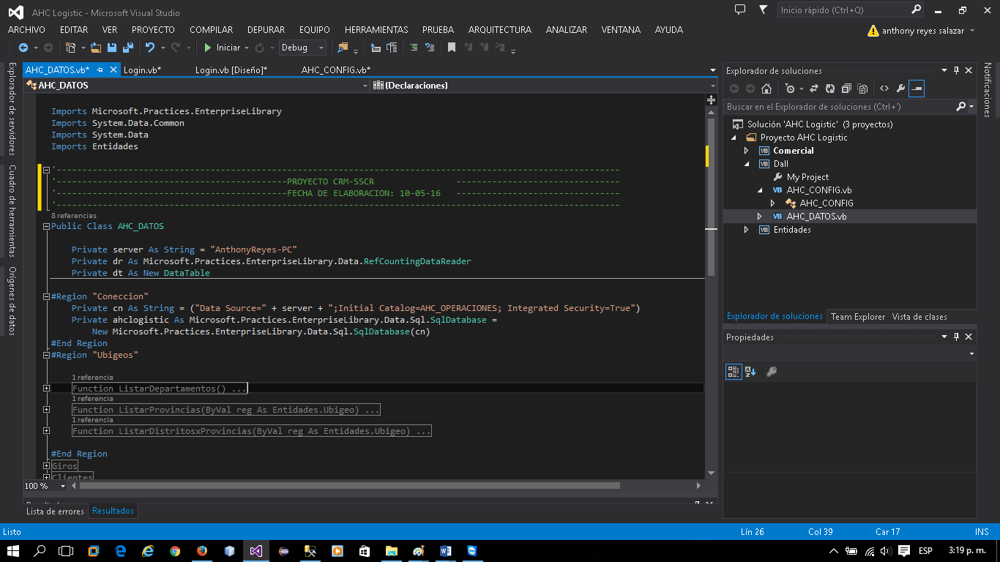 AHC Logistic - Microsoft Visual Studio
Inicio rápido (Ctrl+Q)
ARCHIVO EDITAR VER PROYECTO COMPILAR DEPURAR EQUIPO HERRAMIENTAS PRUEBA ARQUITECTURA ANALIZAR VENTANA AYUDA
anthony reyes salazar
Iniciar Debug
Explorador de servidores
Cuadro de herramientas
Orígenes de datos
AHC_DATOS.vb* Login.vb* Login.vb [Diseño]* AHC_CONFIG.vb*
AHC_DATOS (Declaraciones)
Imports Microsoft.Practices.EnterpriseLibrary
Imports System.Data.Common
Imports System.Data
Imports Entidades
'--------------------------------------------------------------------------------------------------------------
'---------------------------------------------PROYECTO CRM-SSCR                --------------------------------
'---------------------------------------------FECHA DE ELABORACION: 10-05-16   --------------------------------
'--------------------------------------------------------------------------------------------------------------
8 referencias
Public Class AHC_DATOS
Private server As String = "AnthonyReyes-PC"
Private dr As Microsoft.Practices.EnterpriseLibrary.Data.RefCountingDataReader
Private dt As New DataTable
#Region "Coneccion"
Private cn As String = ("Data Source=" + server + ";Initial Catalog=AHC_OPERACIONES; Integrated Security=True")
Private ahclogistic As Microsoft.Practices.EnterpriseLibrary.Data.Sql.SqlDatabase =
New Microsoft.Practices.EnterpriseLibrary.Data.Sql.SqlDatabase(cn)
#End Region
#Region "Ubigeos"
1 referencia
Function ListarDepartamentos() ...
1 referencia
Function ListarProvincias(ByVal reg As Entidades.Ubigeo) ...
1 referencia
Function ListarDistritosxProvincias(ByVal reg As Entidades.Ubigeo) ...
#End Region
Giros
Clientes
100 %
Lista de errores Resultados
Explorador de soluciones
Buscar en el Explorador de soluciones (Ctrl+´)
Solución 'AHC Logistic' (3 proyectos)
Proyecto AHC Logistic
VB Comercial
VB Dall
My Project
VB AHC_CONFIG.vb
AHC_CONFIG
VB AHC_DATOS.vb
VB Entidades
Explorador de soluciones Team Explorer Vista de clases
Propiedades
Notificaciones
Listo Lín 26 Col 39 Car 17 INS
ESP 3:19 p. m.